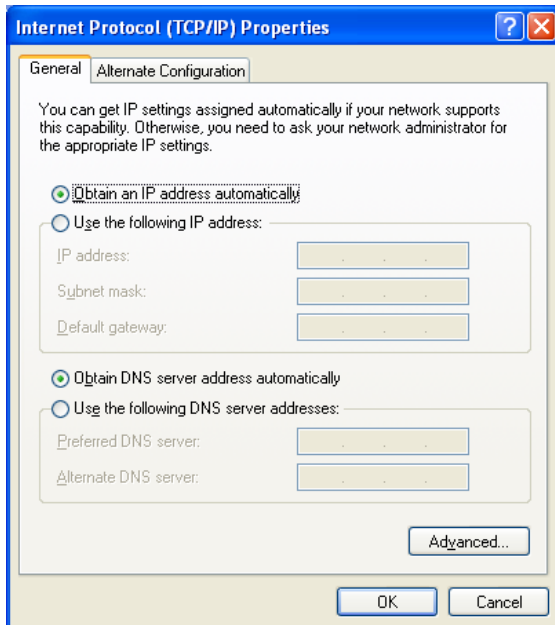 Internet Protocol (TCP/IP) Properties
General Alternate Configuration
You can get IP settings assigned automatically if your network supports
this capability. Otherwise, you need to ask your network administrator for
the appropriate IP settings.
Obtain an IP address automatically
Use the following IP address:
IP address:
Subnet mask:
Default gateway:
Obtain DNS server address automatically
Use the following DNS server addresses:
Preferred DNS server:
Alternate DNS server:
Advanced...
OK Cancel